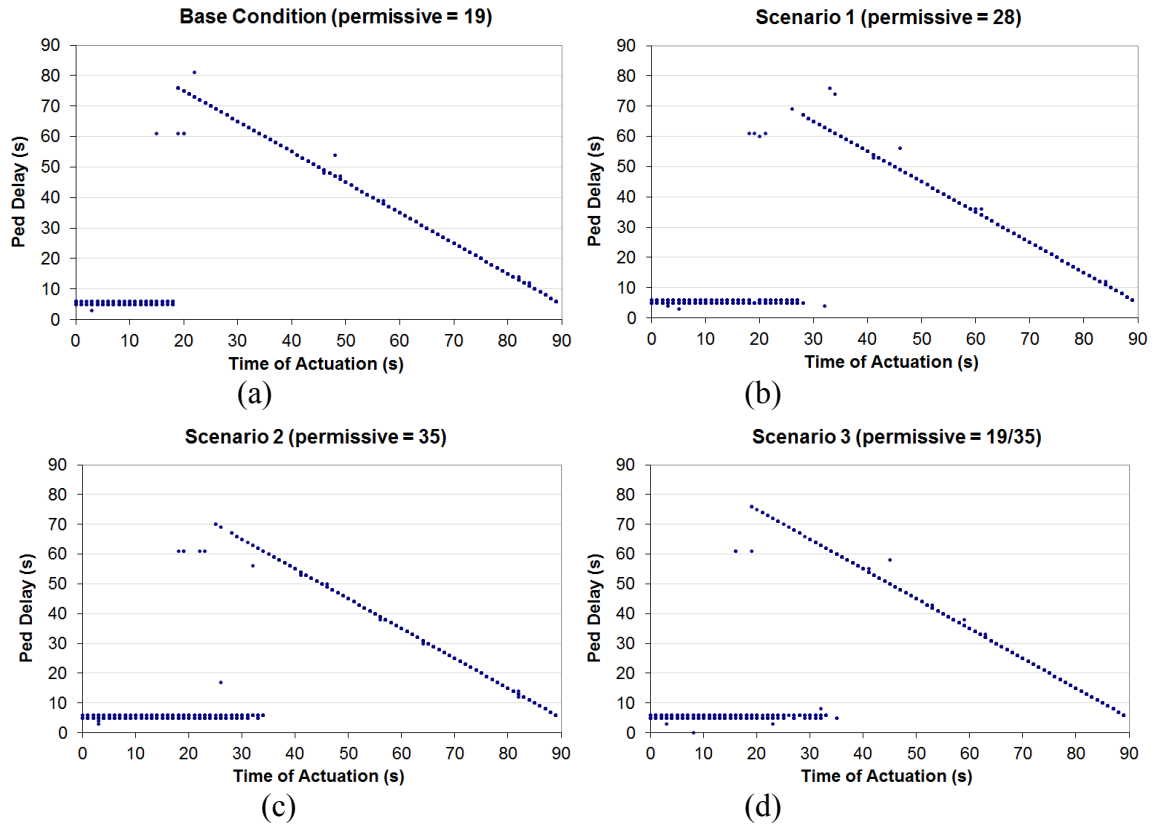 Base Condition (permissive = 19)
Ped Delay (s)
90
80
70
60
50
40
30
20
10
0
0 10 20 30 40 50 60 70 80 90
Time of Actuation (s)
(a)
Scenario 1 (permissive = 28)
Ped Delay (s)
90
80
70
60
50
40
30
20
10
0
0 10 20 30 40 50 60 70 80 90
Time of Actuation (s)
(b)
Scenario 2 (permissive = 35)
Ped Delay (s)
90
80
70
60
50
40
30
20
10
0
0 10 20 30 40 50 60 70 80 90
Time of Actuation (s)
(c)
Scenario 3 (permissive = 19/35)
Ped Delay (s)
90
80
70
60
50
40
30
20
10
0
0 10 20 30 40 50 60 70 80 90
Time of Actuation (s)
(d)